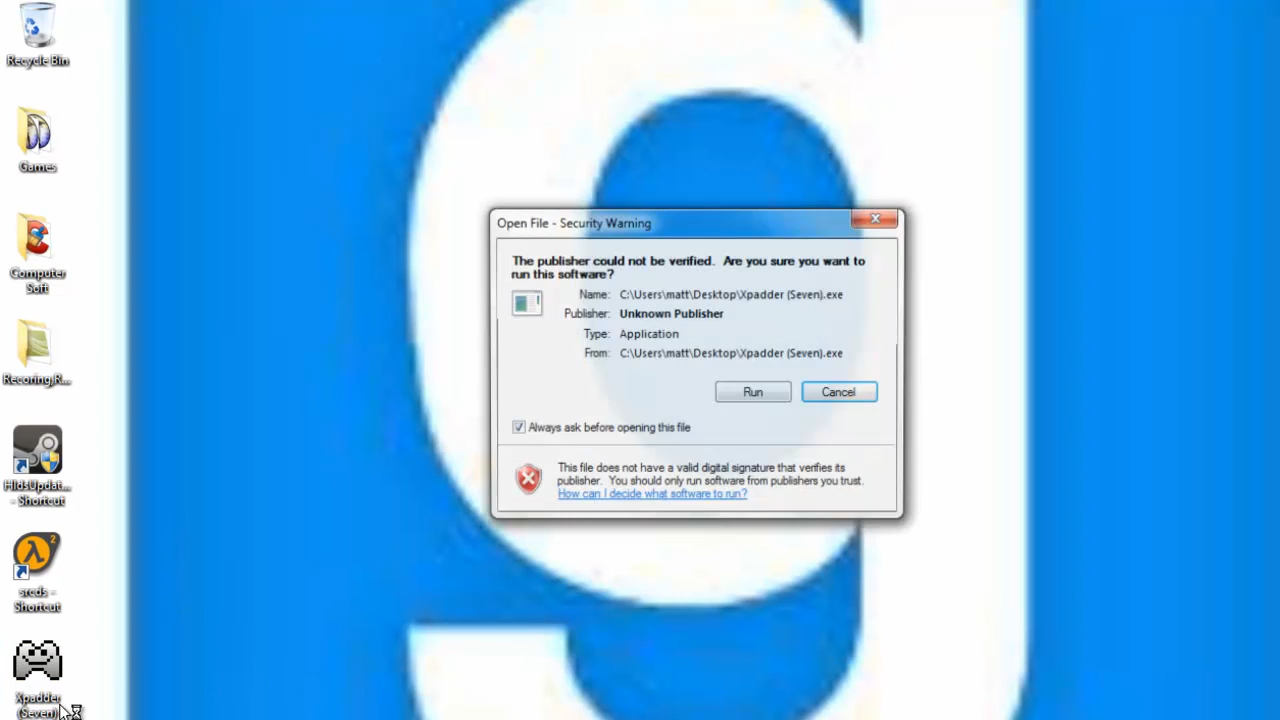 Recycle Bin
Games
Computer
Soft
Recoring,R...
HldsUpdat...
- Shortcut
srcds -
Shortcut
Xpadder
(Seven)
Open File - Security Warning
The publisher could not be verified. Are you sure you want to
run this software?
Name: C:\Users\matt\Desktop\Xpadder (Seven).exe
Publisher: Unknown Publisher
Type: Application
From: C:\Users\matt\Desktop\Xpadder (Seven).exe
Run Cancel
Always ask before opening this file
This file does not have a valid digital signature that verifies its
publisher. You should only run software from publishers you trust.
How can I decide what software to run?